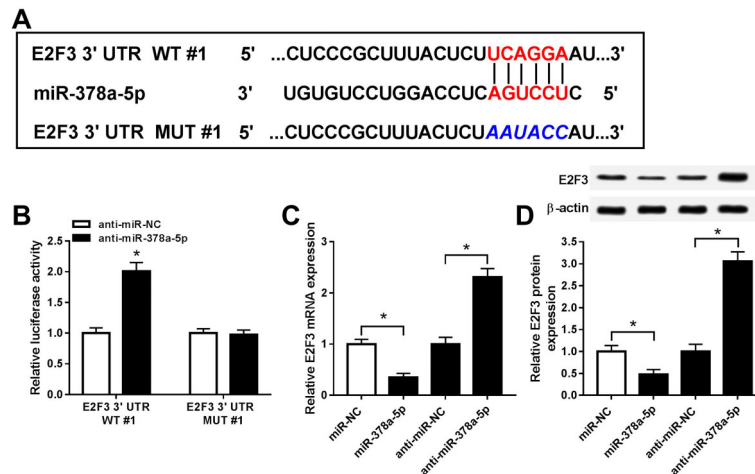 A
E2F3 3' UTR WT #1 5' ...CUCCCGCUUUACUCUUCAGGAAU...3'
miR-378a-5p 3' UGUGUCCUGGACCUCAGUCCUC 5'
E2F3 3' UTR MUT #1 5' ...CUCCCGCUUUACUCUAAUACCAU...3'
B
anti-miR-NC
anti-miR-378a-5p
Relative luciferase activity
2.5
2.0
1.5
1.0
0.5
0.0
*
E2F3 3' UTR
WT #1
E2F3 3' UTR
MUT #1
C
Relative E2F3 mRNA expression
3
2
1
0
*
*
miR-NC
miR-378a-5p
anti-miR-NC
anti-miR-378a-5p
D
E2F3
β-actin
Relative E2F3 protein
expression
3.5
3.0
2.5
2.0
1.5
1.0
0.5
0.0
*
*
miR-NC
miR-378a-5p
anti-miR-NC
anti-miR-378a-5p